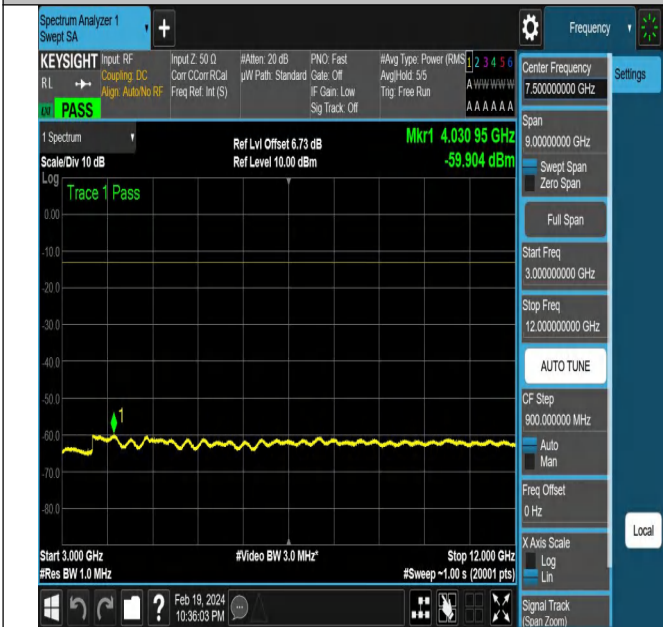 Spectrum Analyzer 1
Swept SA
Frequency
KEYSIGHT
RL
PASS
Input: RF
Coupling: DC
Align: Auto/No RF
Input Z: 50 Ω
Corr CCorr RCal
Freq Ref: Int (S)
#Atten: 20 dB
µW Path: Standard
PNO: Fast
Gate: Off
IF Gain: Low
Sig Track: Off
#Avg Type: Power (RMS
Avg|Hold: 5/5
Trig: Free Run
1 2 3 4 5 6
A W W W W W
A A A A A A
Center Frequency
7.500000000 GHz
Settings
Span
9.00000000 GHz
Swept Span
Zero Span
Full Span
Start Freq
3.000000000 GHz
Stop Freq
12.000000000 GHz
AUTO TUNE
CF Step
900.000000 MHz
Auto
Man
Freq Offset
0 Hz
X Axis Scale
Log
Lin
Signal Track
(Span Zoom)
Local
1 Spectrum
Scale/Div 10 dB
Ref Lvl Offset 6.73 dB
Ref Level 10.00 dBm
Mkr1 4.030 95 GHz
-59.904 dBm
Log
Trace 1 Pass
0.00
-10.0
-20.0
-30.0
-40.0
-50.0
-60.0
-70.0
-80.0
1
Start 3.000 GHz
#Res BW 1.0 MHz
#Video BW 3.0 MHz*
Stop 12.000 GHz
#Sweep ~1.00 s (20001 pts)
?
Feb 19, 2024
10:36:03 PM